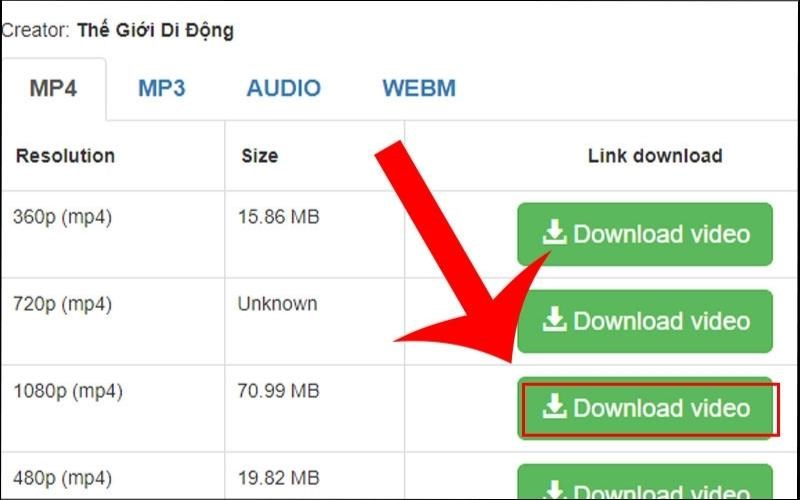 Creator: Thế Giới Di Động
MP4 MP3 AUDIO WEBM
Resolution Size Link download
360p (mp4) 15.86 MB Download video
720p (mp4) Unknown Download video
1080p (mp4) 70.99 MB Download video
480p (mp4) 19.82 MB Download video